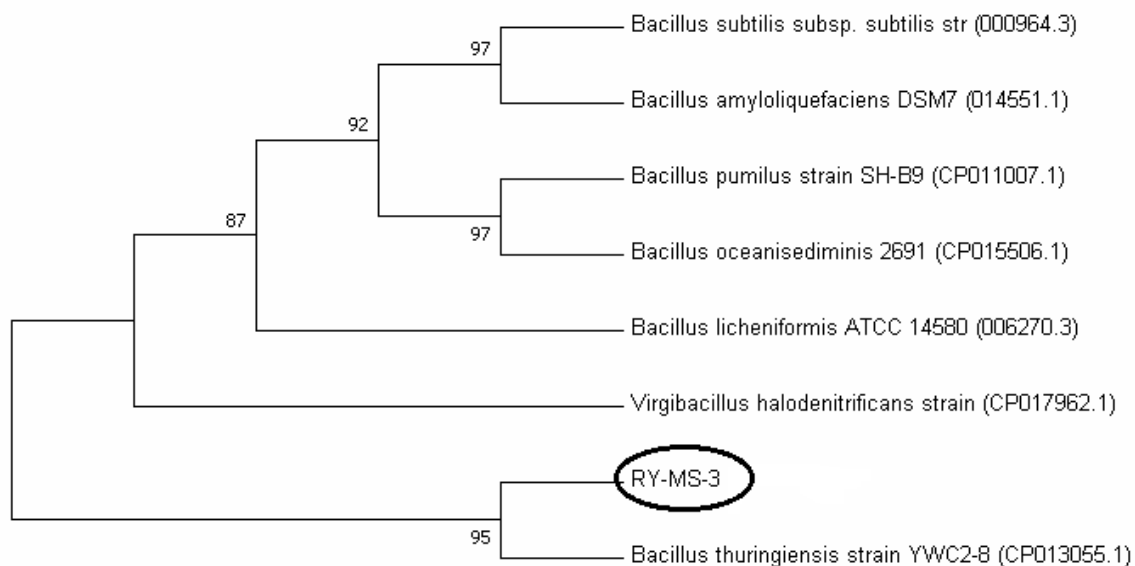 Bacillus subtilis subsp. subtilis str (000964.3)
97
Bacillus amyloliquefaciens DSM7 (014551.1)
92
Bacillus pumilus strain SH-B9 (CP011007.1)
87
97
Bacillus oceanisediminis 2691 (CP015506.1)
Bacillus licheniformis ATCC 14580 (006270.3)
Virgibacillus halodenitrificans strain (CP017962.1)
RY-MS-3
95
Bacillus thuringiensis strain YWC2-8 (CP013055.1)